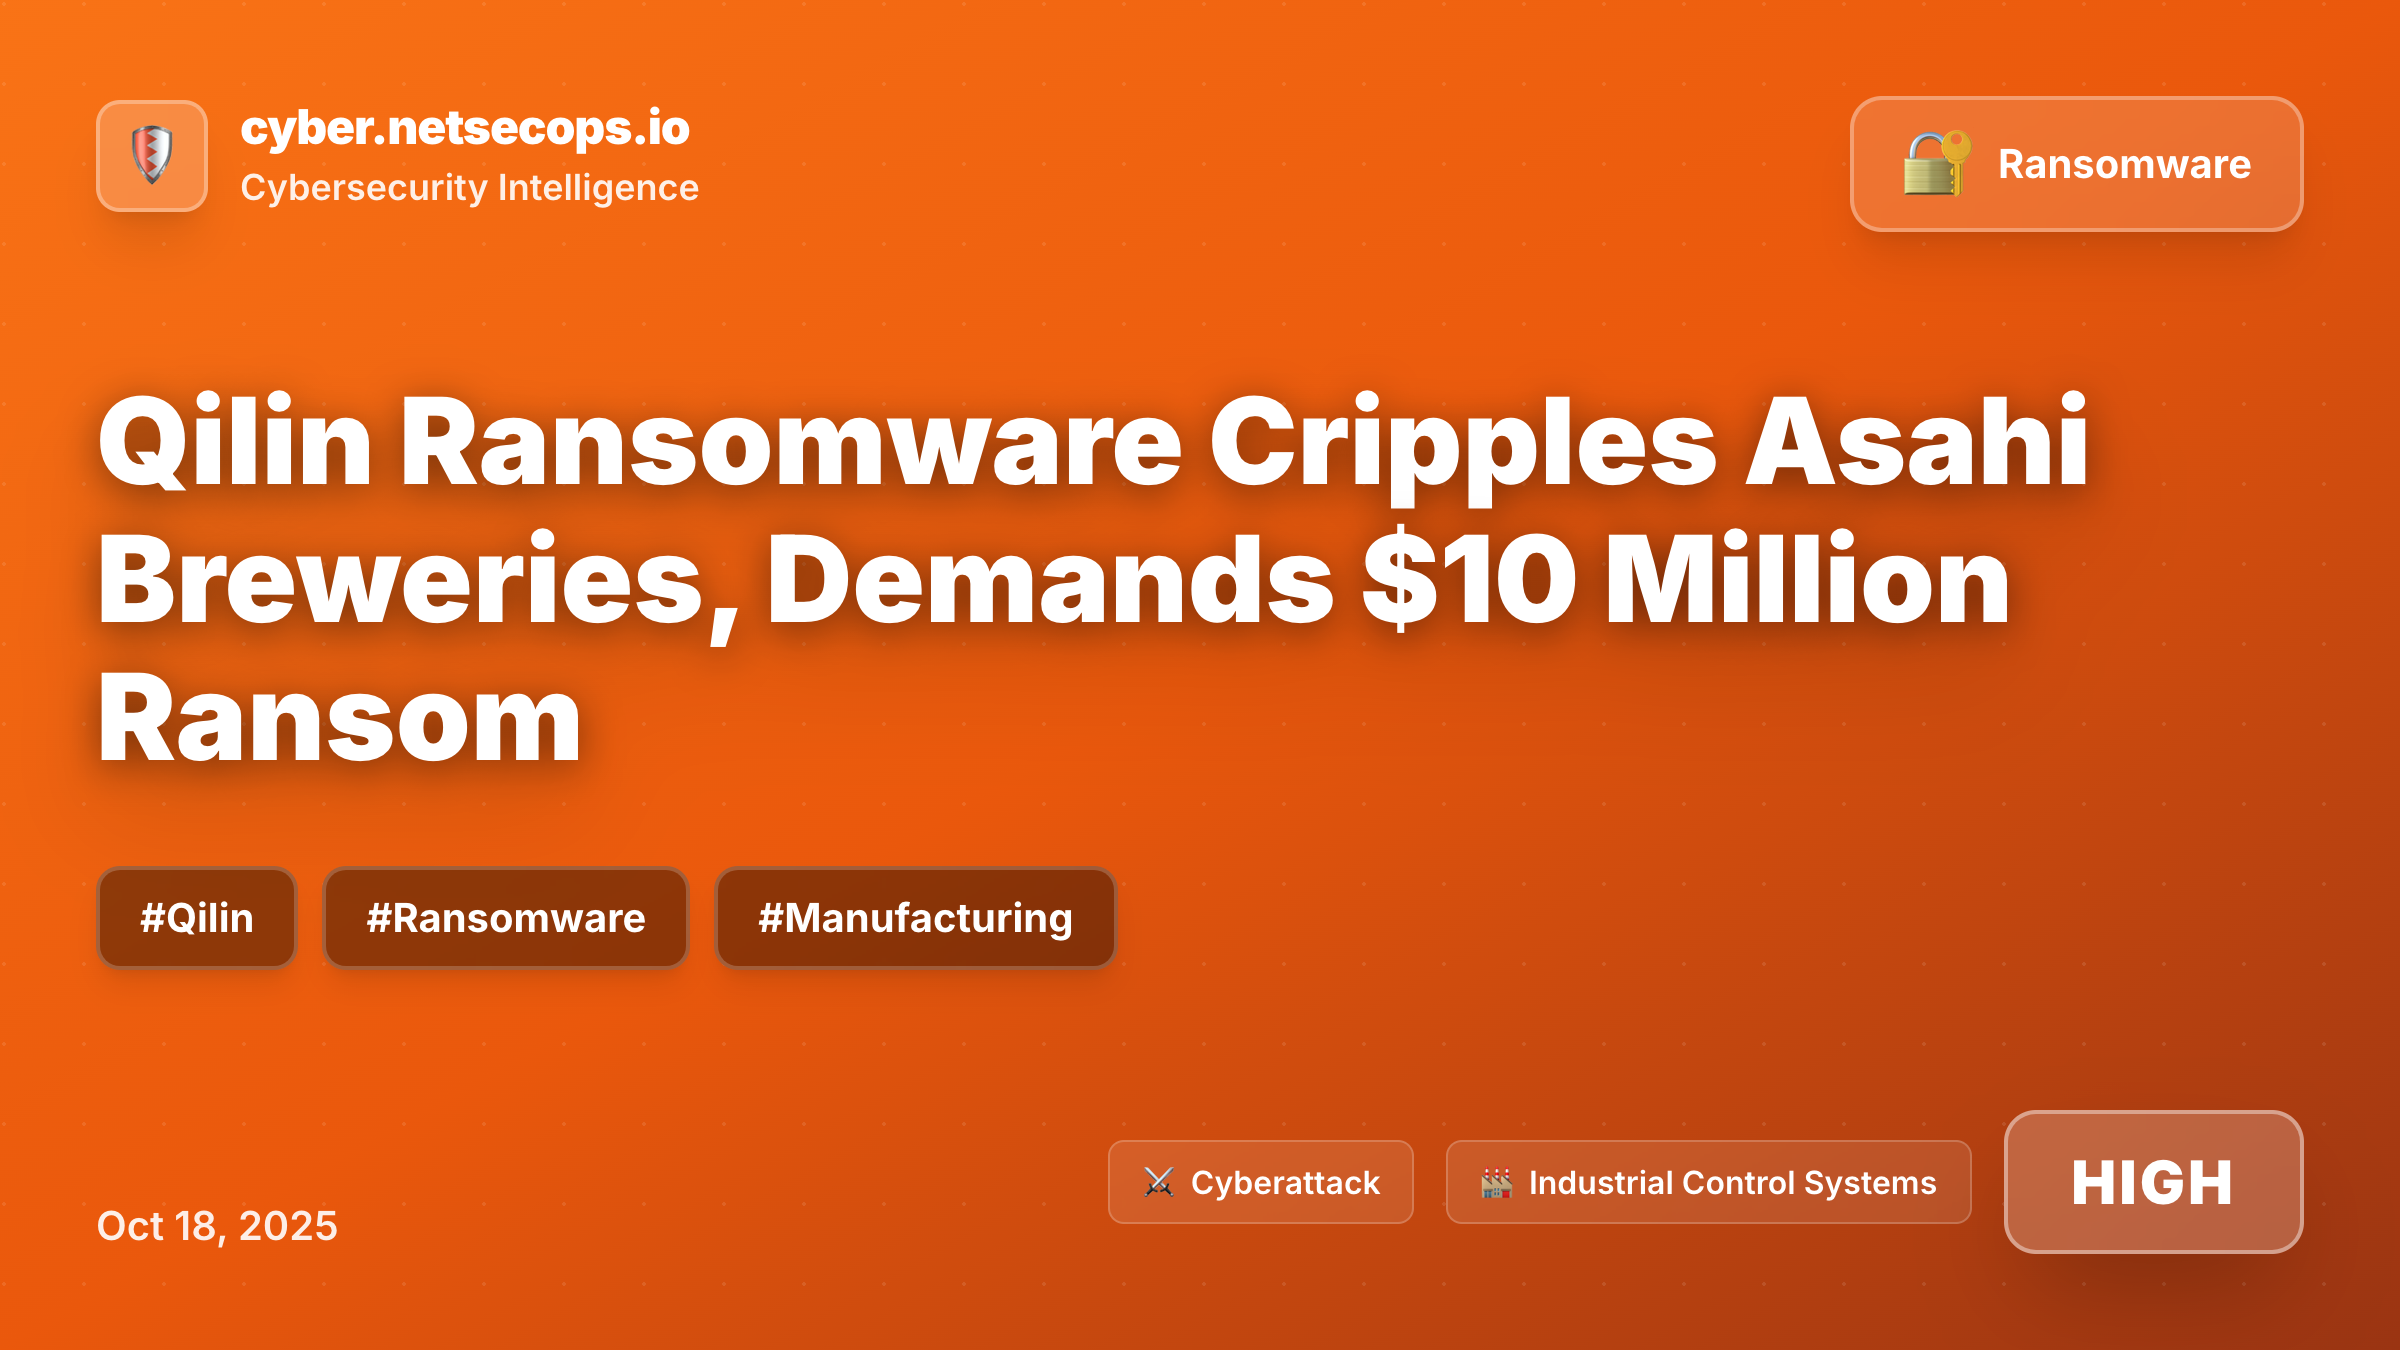 cyber.netsecops.io
Cybersecurity Intelligence
Ransomware
Qilin Ransomware Cripples Asahi
Breweries, Demands $10 Million
Ransom
#Qilin
#Ransomware
#Manufacturing
Cyberattack
Industrial Control Systems
HIGH
Oct 18, 2025